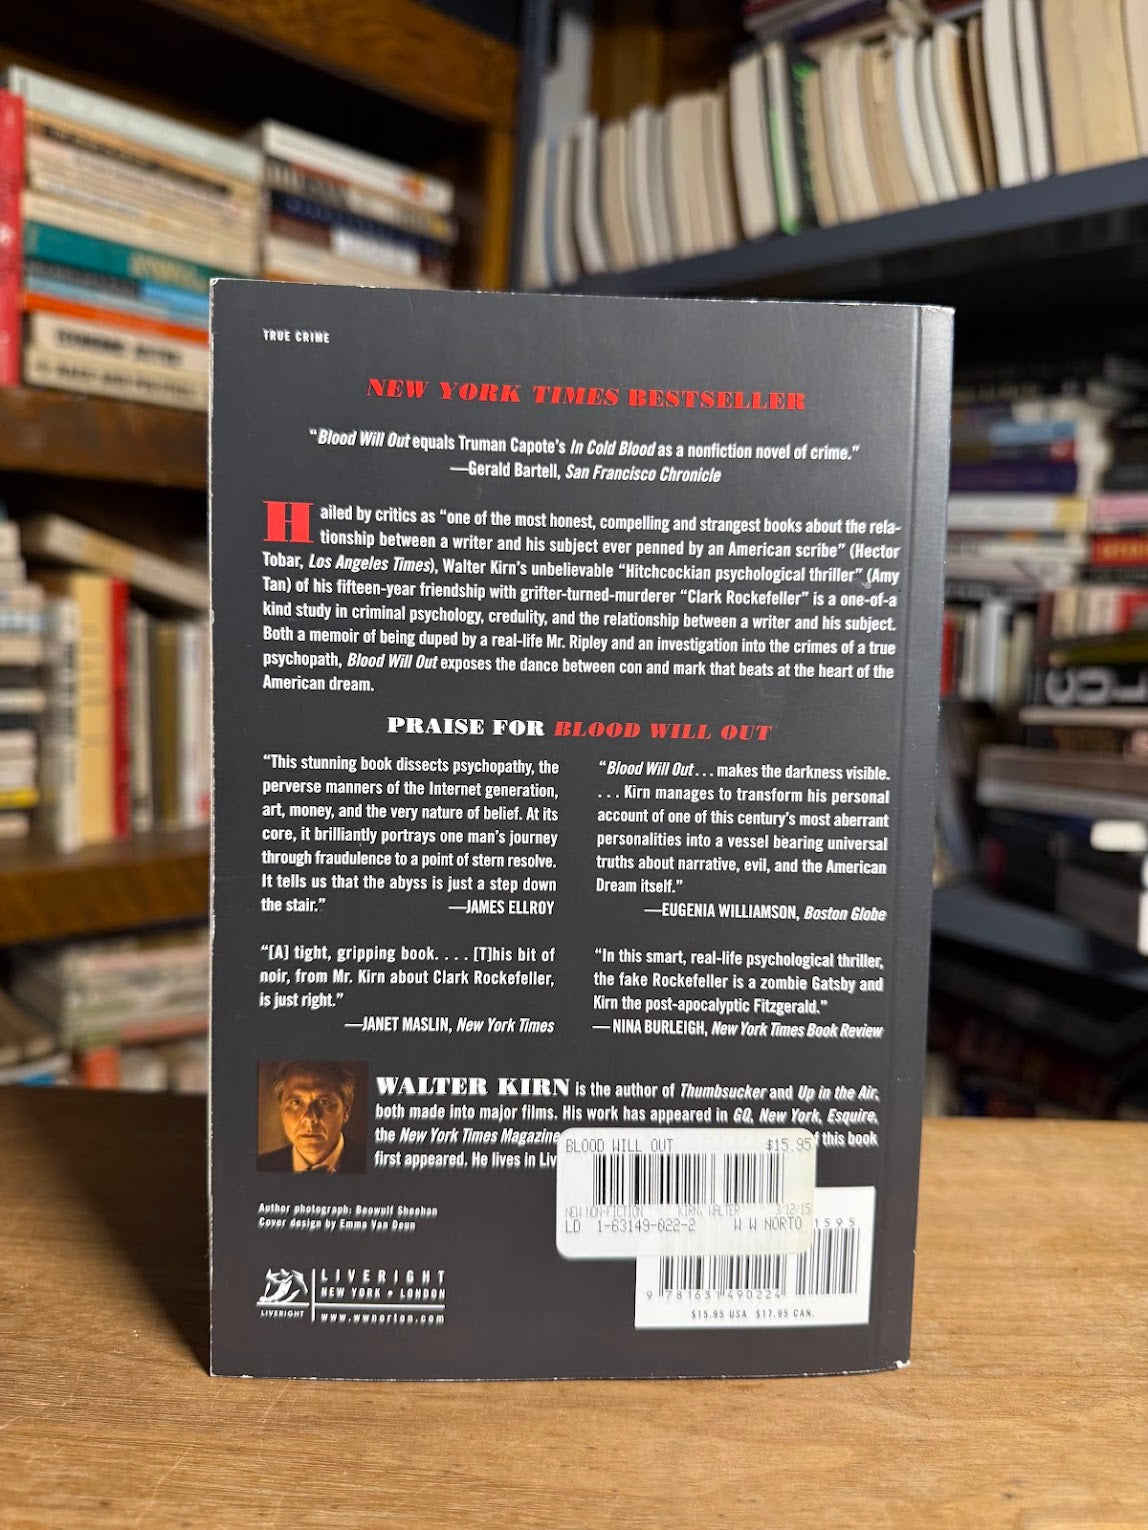 TRUE CRIME
NEW YORK TIMES BESTSELLER
“Blood Will Out equals Truman Capote’s In Cold Blood as a nonfiction novel of crime.”
—Gerald Bartell, San Francisco Chronicle
Hailed by critics as “one of the most honest, compelling and strangest books about the rela-
tionship between a writer and his subject ever penned by an American scribe” (Hector
Tobar, Los Angeles Times), Walter Kirn’s unbelievable “Hitchcockian psychological thriller” (Amy
Tan) of his fifteen-year friendship with grifter-turned-murderer “Clark Rockefeller” is a one-of-a
kind study in criminal psychology, credulity, and the relationship between a writer and his subject.
Both a memoir of being duped by a real-life Mr. Ripley and an investigation into the crimes of a true
psychopath, Blood Will Out exposes the dance between con and mark that beats at the heart of the
American dream.
PRAISE FOR BLOOD WILL OUT
“This stunning book dissects psychopathy, the
perverse manners of the Internet generation,
art, money, and the very nature of belief. At its
core, it brilliantly portrays one man’s journey
through fraudulence to a point of stern resolve.
It tells us that the abyss is just a step down
the stair.” —JAMES ELLROY
“[A] tight, gripping book. . . . [T]his bit of
noir, from Mr. Kirn about Clark Rockefeller,
is just right.”
—JANET MASLIN, New York Times
“Blood Will Out . . . makes the darkness visible.
. . . Kirn manages to transform his personal
account of one of this century’s most aberrant
personalities into a vessel bearing universal
truths about narrative, evil, and the American
Dream itself.”
—EUGENIA WILLIAMSON, Boston Globe
“In this smart, real-life psychological thriller,
the fake Rockefeller is a zombie Gatsby and
Kirn the post-apocalyptic Fitzgerald.”
— NINA BURLEIGH, New York Times Book Review
WALTER KIRN is the author of Thumbsucker and Up in the Air,
both made into major films. His work has appeared in GQ, New York, Esquire,
the New York Times Magazine this book
first appeared. He lives in Liv
BLOOD WILL OUT $15.95
NEW NON-FICTION KIRN, WALTER 3/12/15
LD 1-63149-022-2 W W NORTO
1595
9 781631 490224
$15.95 USA $17.95 CAN.
Author photograph: Beowulf Sheehan
Cover design by Emma Van Deun
LIVERIGHT
LIVERIGHT
NEW YORK • LONDON
www.wwnorton.com